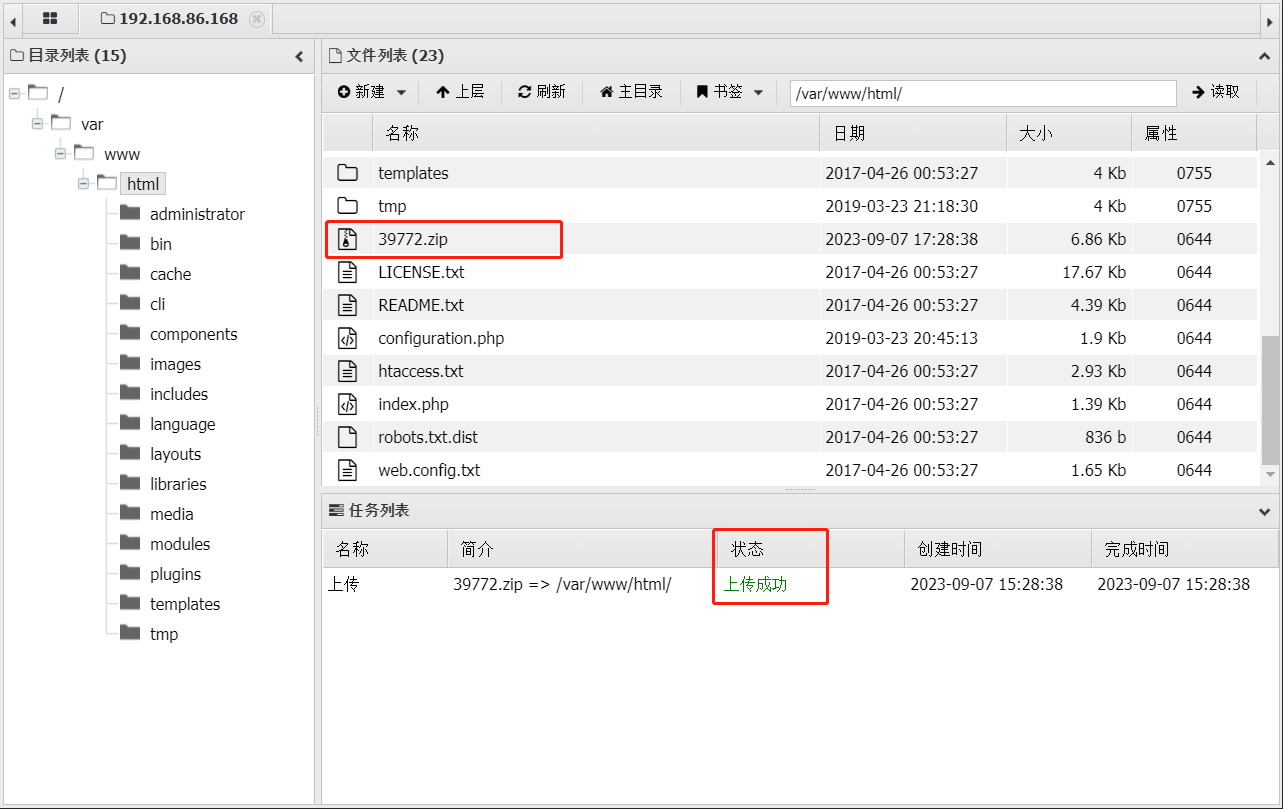 192.168.86.168
目录列表 (15)
/
var
www
html
administrator
bin
cache
cli
components
images
includes
language
layouts
libraries
media
modules
plugins
templates
tmp
文件列表 (23)
新建 上层 刷新 主目录 书签 /var/www/html/ 读取
名称 日期 大小 属性
templates 2017-04-26 00:53:27 4 Kb 0755
tmp 2019-03-23 21:18:30 4 Kb 0755
39772.zip 2023-09-07 17:28:38 6.86 Kb 0644
LICENSE.txt 2017-04-26 00:53:27 17.67 Kb 0644
README.txt 2017-04-26 00:53:27 4.39 Kb 0644
configuration.php 2019-03-23 20:45:13 1.9 Kb 0644
htaccess.txt 2017-04-26 00:53:27 2.93 Kb 0644
index.php 2017-04-26 00:53:27 1.39 Kb 0644
robots.txt.dist 2017-04-26 00:53:27 836 b 0644
web.config.txt 2017-04-26 00:53:27 1.65 Kb 0644
任务列表
名称 简介 状态 创建时间 完成时间
上传 39772.zip => /var/www/html/ 上传成功 2023-09-07 15:28:38 2023-09-07 15:28:38